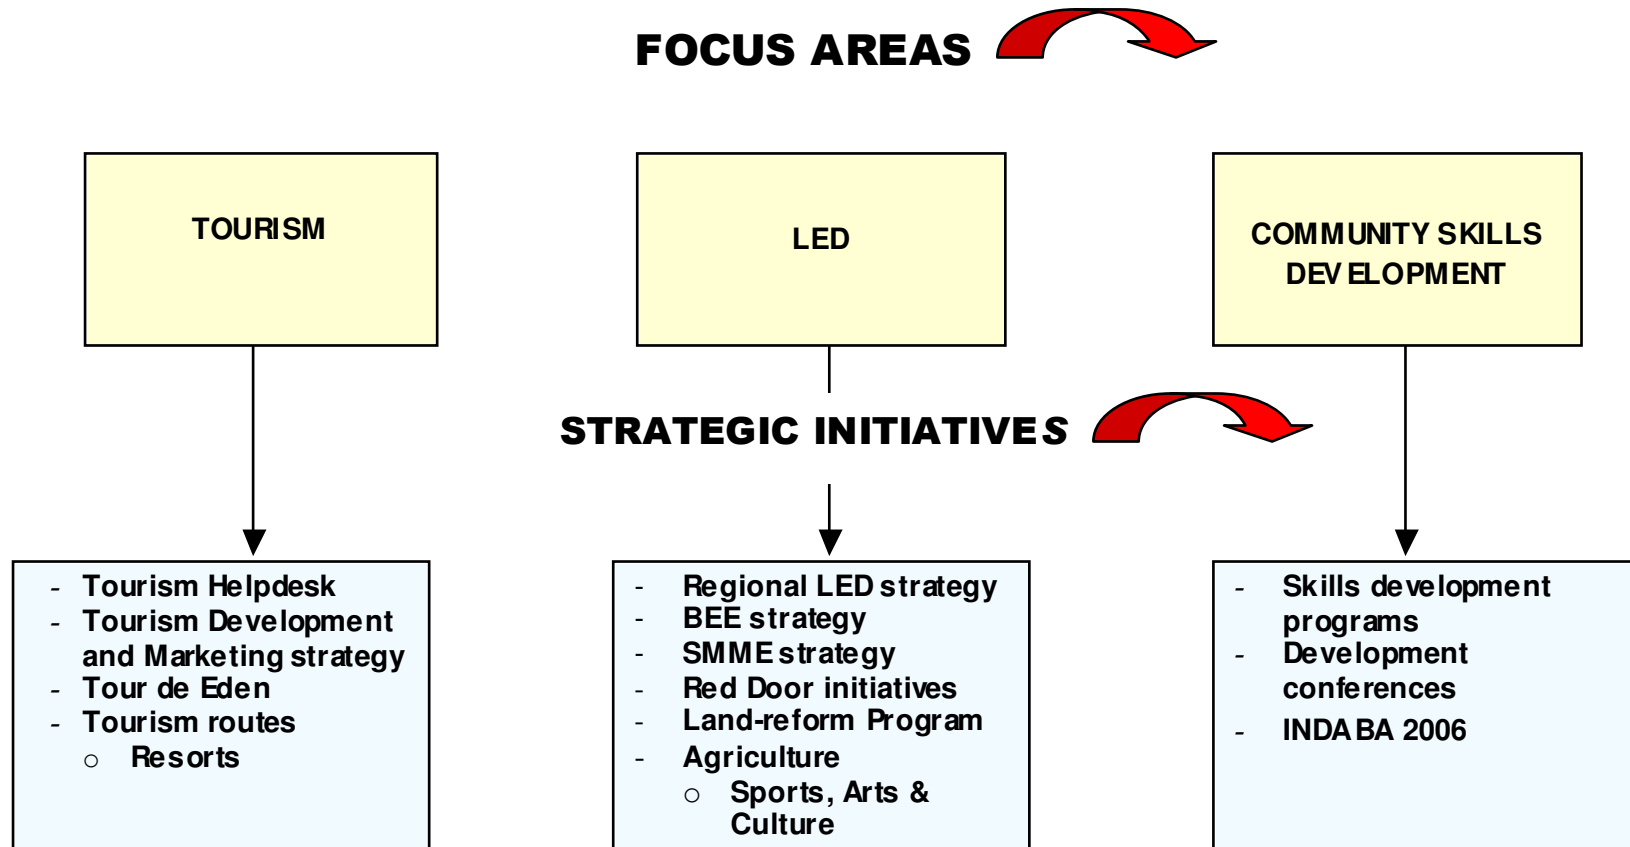 FOCUS AREAS
TOURISM
LED
COMMUNITY SKILLS
DEVELOPMENT
STRATEGIC INITIATIVES
- Tourism Helpdesk
- Tourism Development
and Marketing strategy
- Tour de Eden
- Tourism routes
o Resorts
- Regional LED strategy
- BEE strategy
- SMME strategy
- Red Door initiatives
- Land-reform Program
- Agriculture
o Sports, Arts &
Culture
- Skills development
programs
- Development
conferences
- INDABA 2006